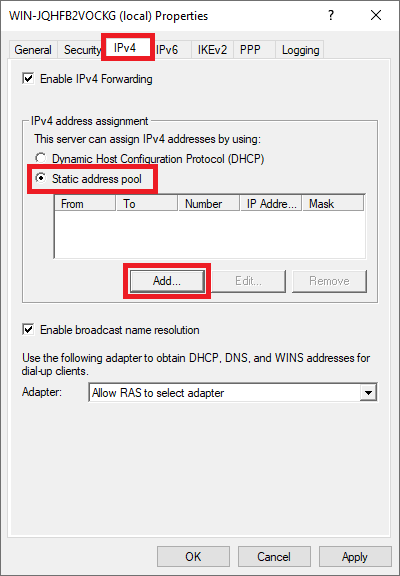 WIN-JQHFB2VOCKG (local) Properties ? ×
General Security IPv4 IPv6 IKEv2 PPP Logging
Enable IPv4 Forwarding
IPv4 address assignment
This server can assign IPv4 addresses by using:
Dynamic Host Configuration Protocol (DHCP)
Static address pool
From To Number IP Addre... Mask
Add... Edit... Remove
Enable broadcast name resolution
Use the following adapter to obtain DHCP, DNS, and WINS addresses for
dial-up clients.
Adapter: Allow RAS to select adapter
OK Cancel Apply